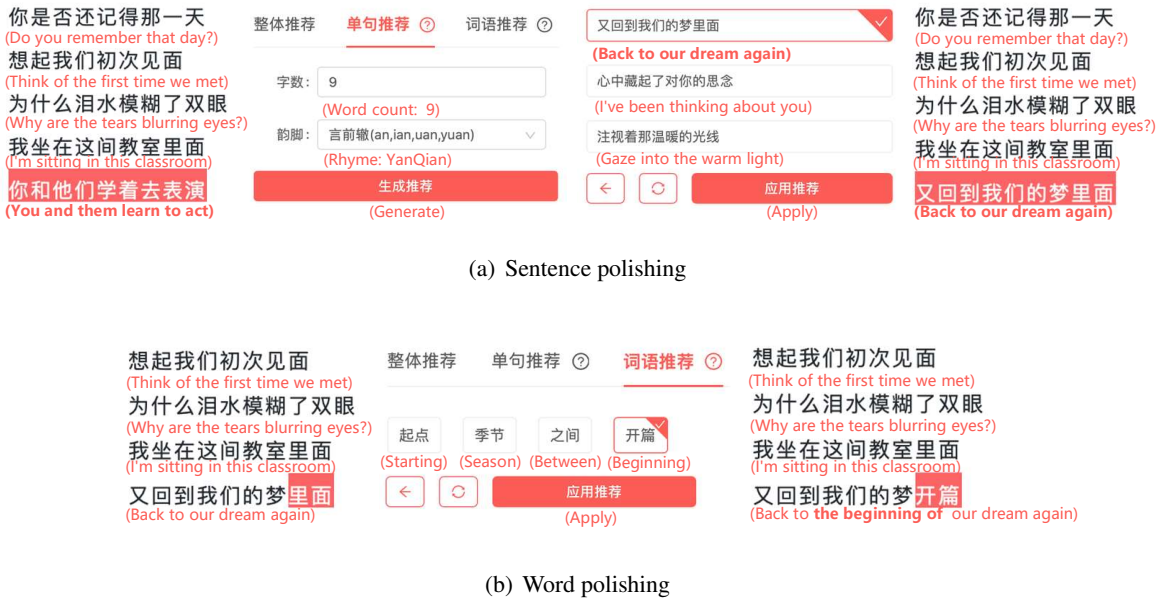 你是否还记得那一天
(Do you remember that day?)
想起我们初次见面
(Think of the first time we met)
为什么泪水模糊了双眼
(Why are the tears blurring eyes?)
我坐在这间教室里面
(I'm sitting in this classroom)
你和他们学着去表演
(You and them learn to act)
整体推荐 单句推荐 ? 词语推荐 ?
字数: 9
(Word count: 9)
韵脚: 言前辙(an,ian,uan,yuan)
(Rhyme: YanQian)
生成推荐
(Generate)
又回到我们的梦里面
(Back to our dream again)
心中藏起了对你的思念
(I've been thinking about you)
注视着那温暖的光线
(Gaze into the warm light)
应用推荐
(Apply)
你是否还记得那一天
(Do you remember that day?)
想起我们初次见面
(Think of the first time we met)
为什么泪水模糊了双眼
(Why are the tears blurring eyes?)
我坐在这间教室里面
(I'm sitting in this classroom)
又回到我们的梦里面
(Back to our dream again)
(a) Sentence polishing
想起我们初次见面
(Think of the first time we met)
为什么泪水模糊了双眼
(Why are the tears blurring eyes?)
我坐在这间教室里面
(I'm sitting in this classroom)
又回到我们的梦里面
(Back to our dream again)
整体推荐 单句推荐 ? 词语推荐 ?
起点 季节 之间 开篇
(Starting) (Season) (Between) (Beginning)
应用推荐
(Apply)
想起我们初次见面
(Think of the first time we met)
为什么泪水模糊了双眼
(Why are the tears blurring eyes?)
我坐在这间教室里面
(I'm sitting in this classroom)
又回到我们的梦开篇
(Back to the beginning of our dream again)
(b) Word polishing